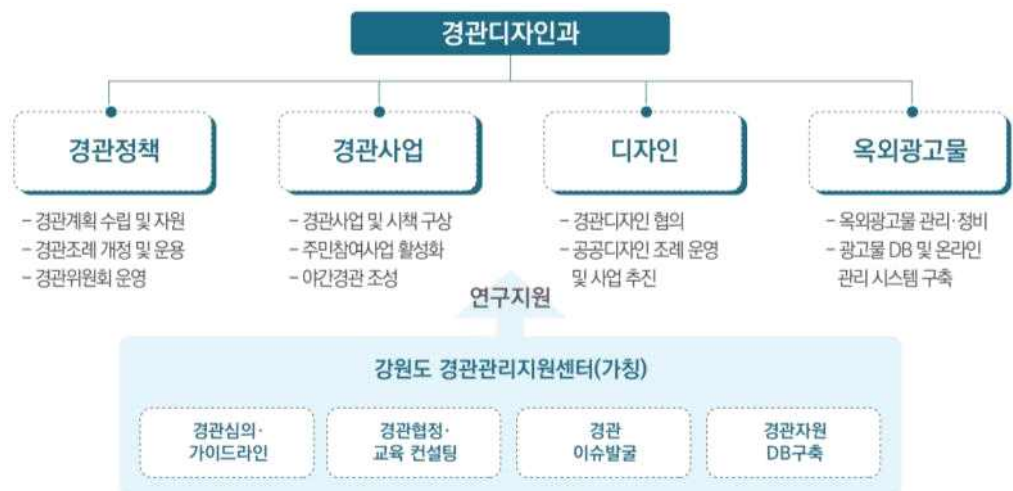 경관디자인과
경관정책
경관사업
디자인
옥외광고물
- 경관계획 수립 및 자원
- 경관조례 개정 및 운용
- 경관위원회 운영
- 경관사업 및 시책 구상
- 주민참여사업 활성화
- 야간경관 조성
- 경관디자인 협의
- 공공디자인 조례 운영
및 사업 추진
- 옥외광고물 관리·정비
- 광고물 DB 및 온라인
관리 시스템 구축
연구지원
강원도 경관관리지원센터(가칭)
경관심의·
가이드라인
경관협정·
교육 컨설팅
경관
이슈발굴
경관자원
DB구축